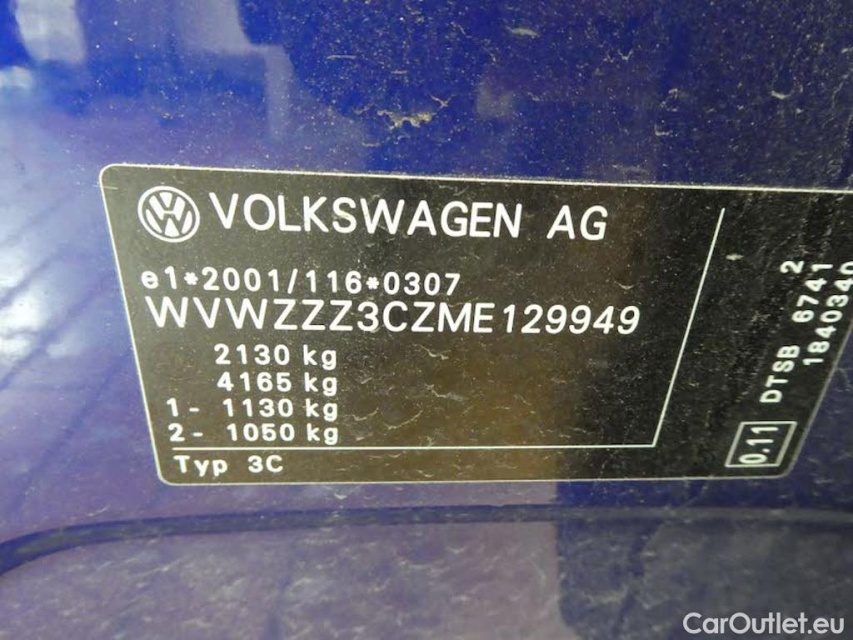 VOLKSWAGEN AG
e1*2001/116*0307
WVWZZZ3CZME129949
2130 kg
4165 kg
1- 1130 kg
2- 1050 kg
Typ 3C
0.11
DTSB 6741 2
1840340
CarOutlet.eu